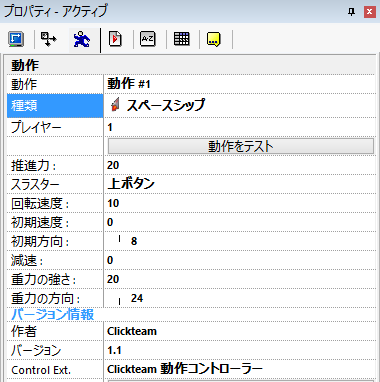 プロパティ - アクティブ
A-Z
動作
動作 動作 #1
種類 スペースシップ
プレイヤー 1
動作をテスト
推進力 : 20
スラスター 上ボタン
回転速度 : 10
初期速度 : 0
初期方向 : 8
減速 : 0
重力の強さ : 20
重力の方向 : 24
バージョン情報
作者 Clickteam
バージョン 1.1
Control Ext. Clickteam 動作コントローラー